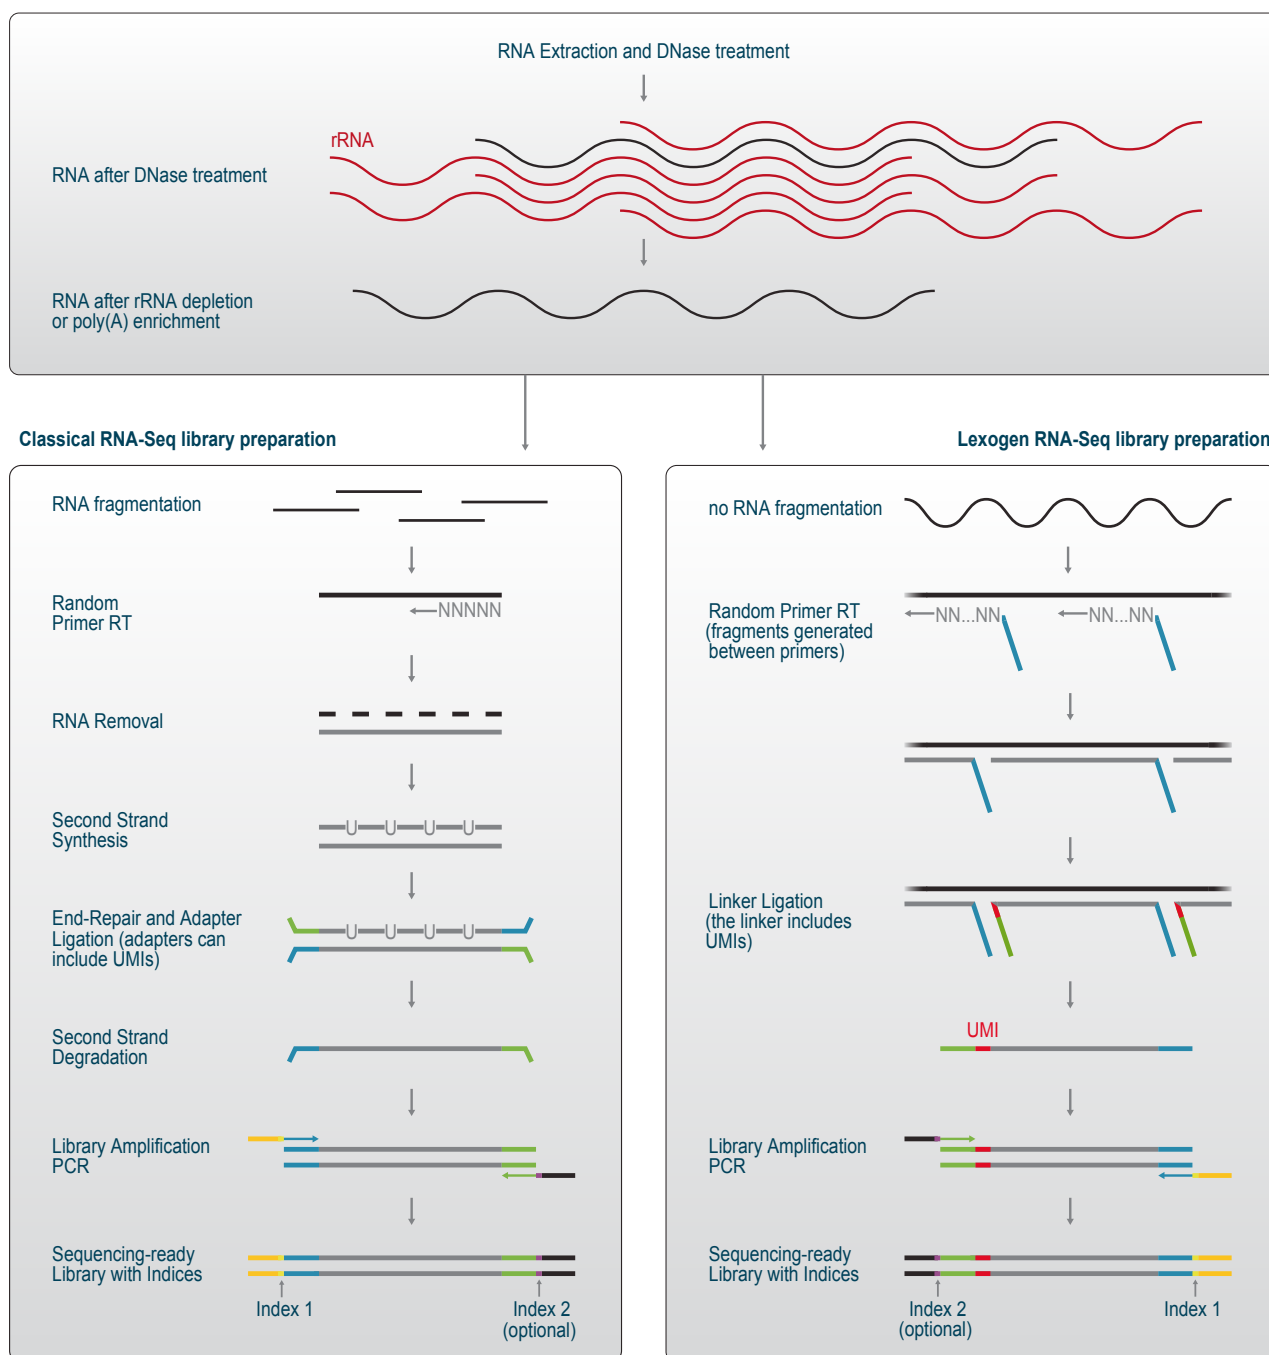 RNA Extraction and DNase treatment
rRNA
RNA after DNase treatment
RNA after rRNA depletion
or poly(A) enrichment
Classical RNA-Seq library preparation
RNA fragmentation
Random
Primer RT
NNNNN
RNA Removal
Second Strand
Synthesis
U U U U
End-Repair and Adapter
Ligation (adapters can
include UMIs)
U U U U
Second Strand
Degradation
Library Amplification
PCR
Sequencing-ready
Library with Indices
Index 1
Index 2
(optional)
Lexogen RNA-Seq library preparation
no RNA fragmentation
Random Primer RT
(fragments generated
between primers)
NN...NN NN...NN
Linker Ligation
(the linker includes
UMIs)
UMI
Library Amplification
PCR
Sequencing-ready
Library with Indices
Index 2
(optional)
Index 1